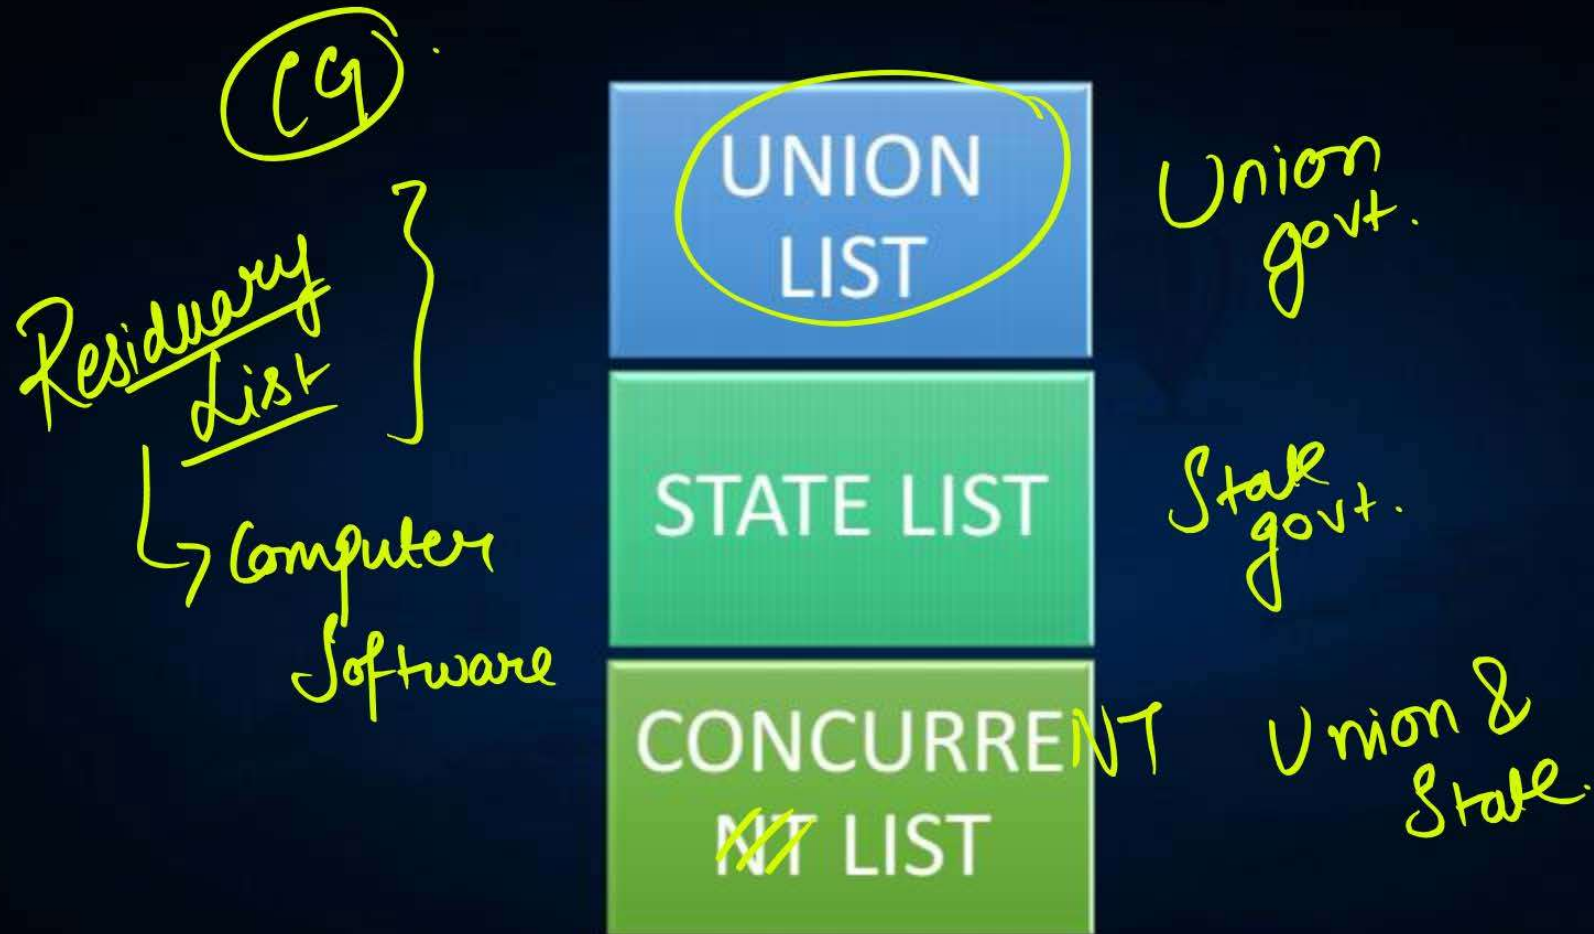 CG
Residuary
List
Computer
Software
UNION
LIST
Union
govt.
STATE LIST
State
govt.
CONCURRENT
NT LIST
Union &
State.